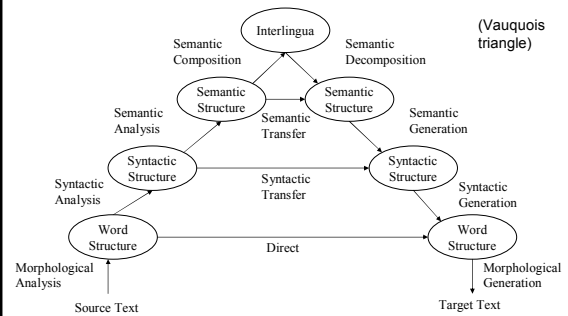 (Vauquois
triangle)
Interlingua
Semantic
Composition
Semantic
Decomposition
Semantic
Structure
Semantic
Structure
Semantic
Transfer
Semantic
Analysis
Semantic
Generation
Syntactic
Structure
Syntactic
Structure
Syntactic
Transfer
Syntactic
Analysis
Syntactic
Generation
Word
Structure
Word
Structure
Direct
Morphological
Analysis
Morphological
Generation
Source Text
Target Text